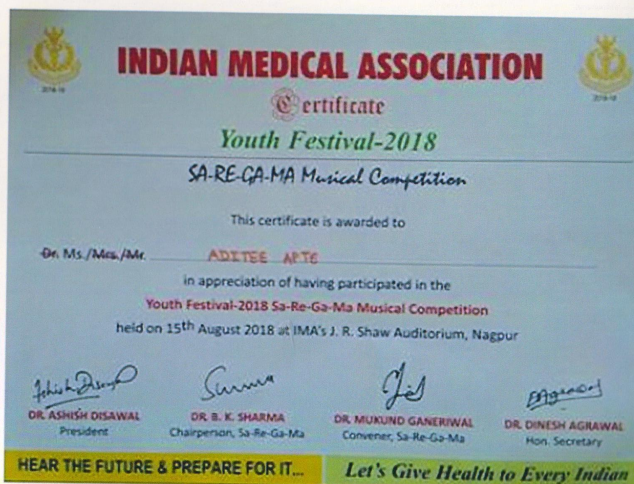 2018-19
2018-19
INDIAN MEDICAL ASSOCIATION
Certificate
Youth Festival-2018
SA-RE-GA-MA Musical Competition
This certificate is awarded to
Dr. Ms./Mrs./Mr. ADITEE APTE
in appreciation of having participated in the
Youth Festival-2018 Sa-Re-Ga-Ma Musical Competition
held on 15th August 2018 at IMA's J. R. Shaw Auditorium, Nagpur
DR. ASHISH DISAWAL DR. B. K. SHARMA DR. MUKUND GANERIWAL DR. DINESH AGRAWAL
President Chairperson, Sa-Re-Ga-Ma Convener, Sa-Re-Ga-Ma Hon. Secretary
HEAR THE FUTURE & PREPARE FOR IT... Let's Give Health to Every Indian